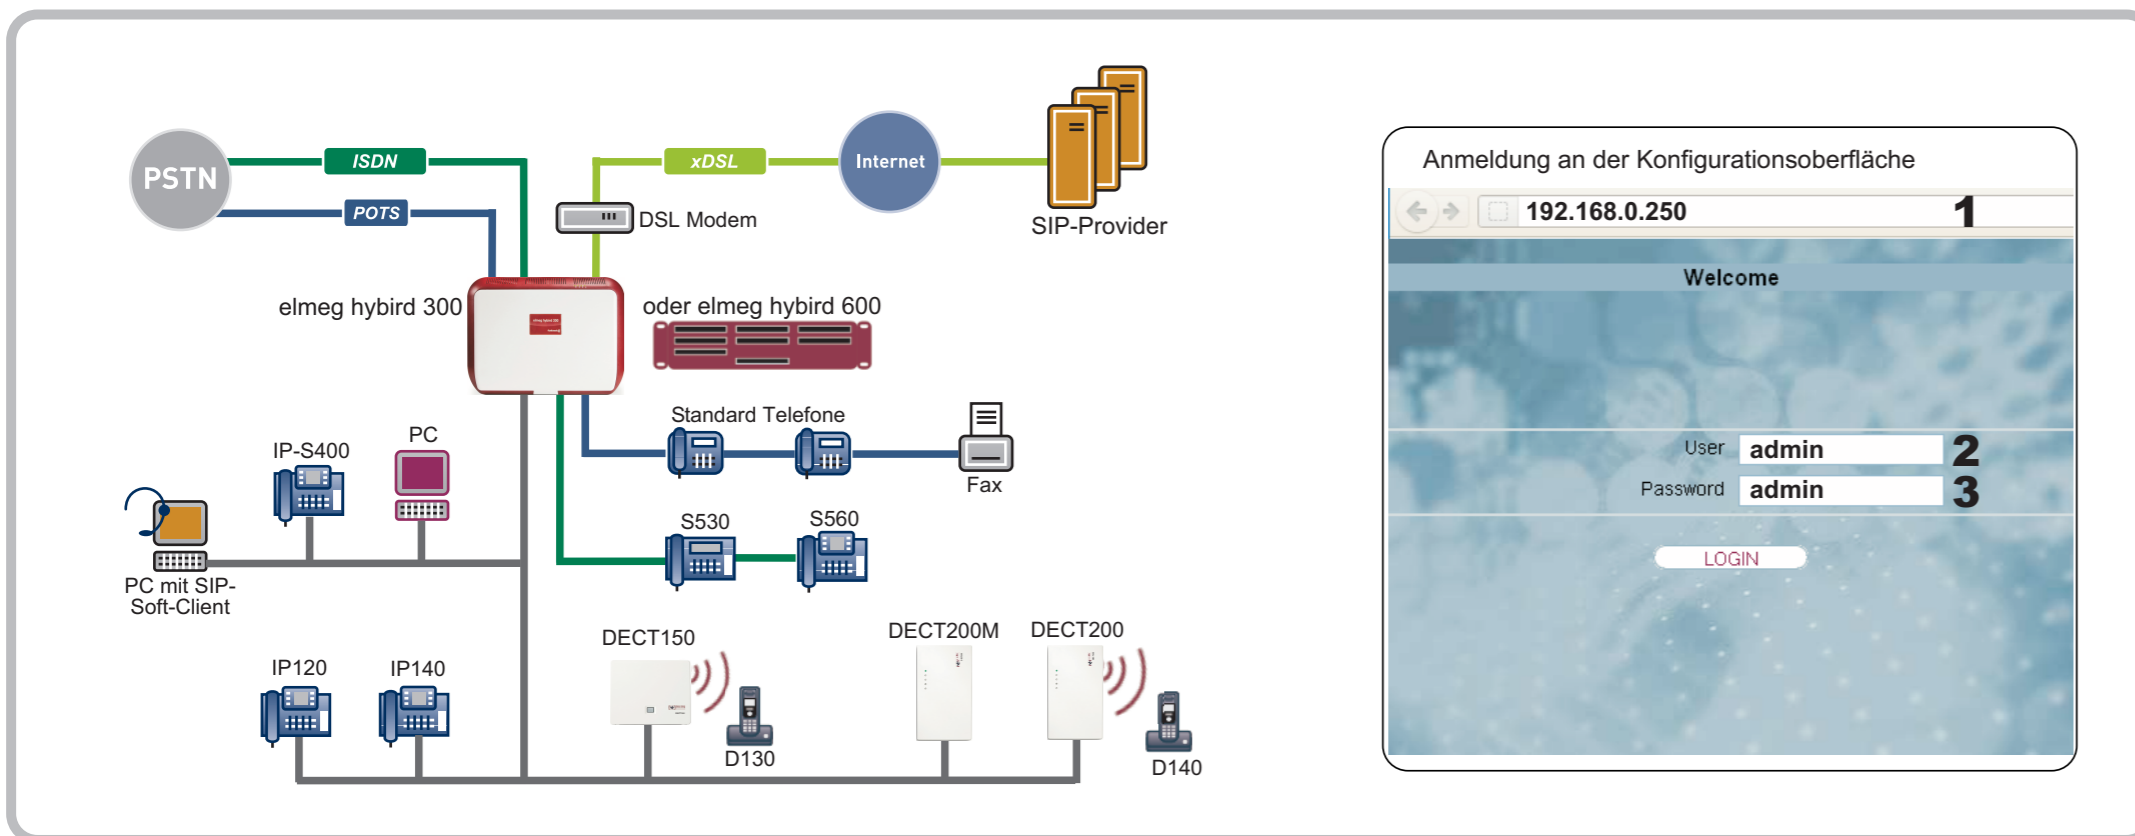 PSTN
ISDN
POTS
xDSL
Internet
DSL Modem
SIP-Provider
elmeg hybird 300
oder elmeg hybird 600
Standard Telefone
Fax
IP-S400
PC
PC mit SIP-
Soft-Client
S530
S560
IP120
IP140
DECT150
D130
DECT200M
DECT200
D140
Anmeldung an der Konfigurationsoberfläche
192.168.0.250 1
Welcome
User admin 2
Password admin 3
LOGIN